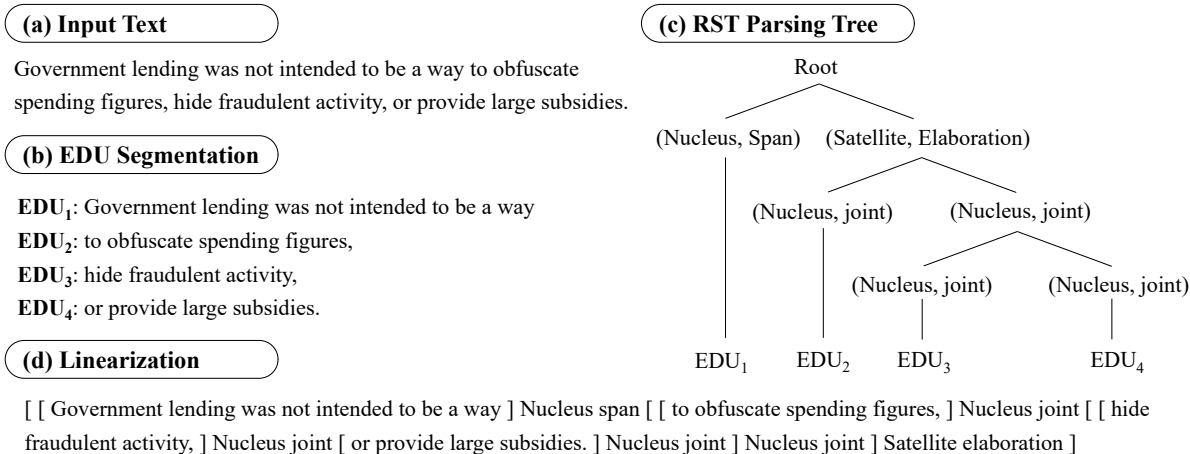 (a) Input Text
Government lending was not intended to be a way to obfuscate
spending figures, hide fraudulent activity, or provide large subsidies.
(b) EDU Segmentation
EDU1: Government lending was not intended to be a way
EDU2: to obfuscate spending figures,
EDU3: hide fraudulent activity,
EDU4: or provide large subsidies.
(c) RST Parsing Tree
Root
(Nucleus, Span) (Satellite, Elaboration)
(Nucleus, joint) (Nucleus, joint)
(Nucleus, joint) (Nucleus, joint)
EDU1 EDU2 EDU3 EDU4
(d) Linearization
[ [ Government lending was not intended to be a way ] Nucleus span [ [ to obfuscate spending figures, ] Nucleus joint [ [ hide
fraudulent activity, ] Nucleus joint [ or provide large subsidies. ] Nucleus joint ] Nucleus joint ] Satellite elaboration ]